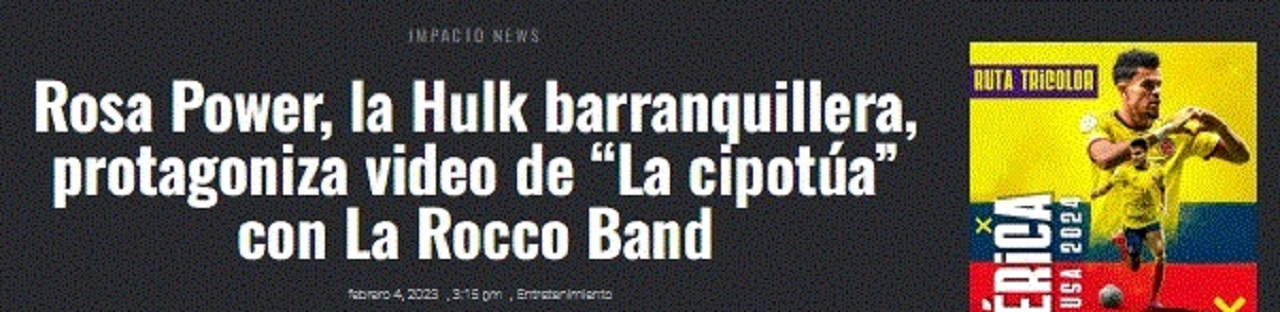 IMPACTO NEWS
Rosa Power, la Hulk barranquillera,
protagoniza video de “La cipotúa”
con La Rocco Band
febrero 4, 2023 , 3:15 pm , Entretenimiento
RUTA TRiCOLOR
ÉRiCA
USA 2024